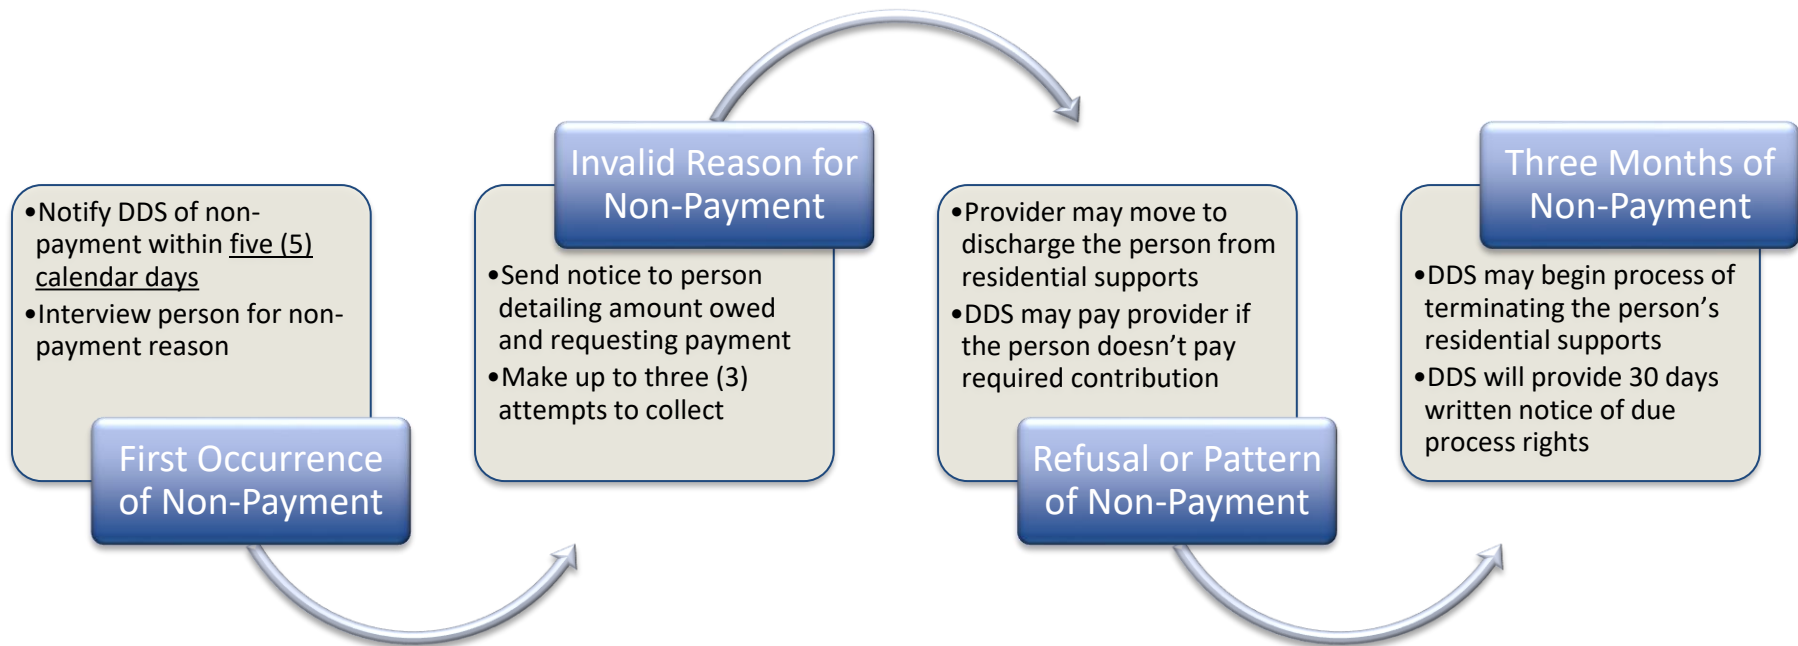 •Notify DDS of non-
payment within five (5)
calendar days
•Interview person for non-
payment reason
First Occurrence
of Non-Payment
Invalid Reason for
Non-Payment
•Send notice to person
detailing amount owed
and requesting payment
•Make up to three (3)
attempts to collect
•Provider may move to
discharge the person from
residential supports
•DDS may pay provider if
the person doesn’t pay
required contribution
Refusal or Pattern
of Non-Payment
Three Months of
Non-Payment
•DDS may begin process of
terminating the person’s
residential supports
•DDS will provide 30 days
written notice of due
process rights